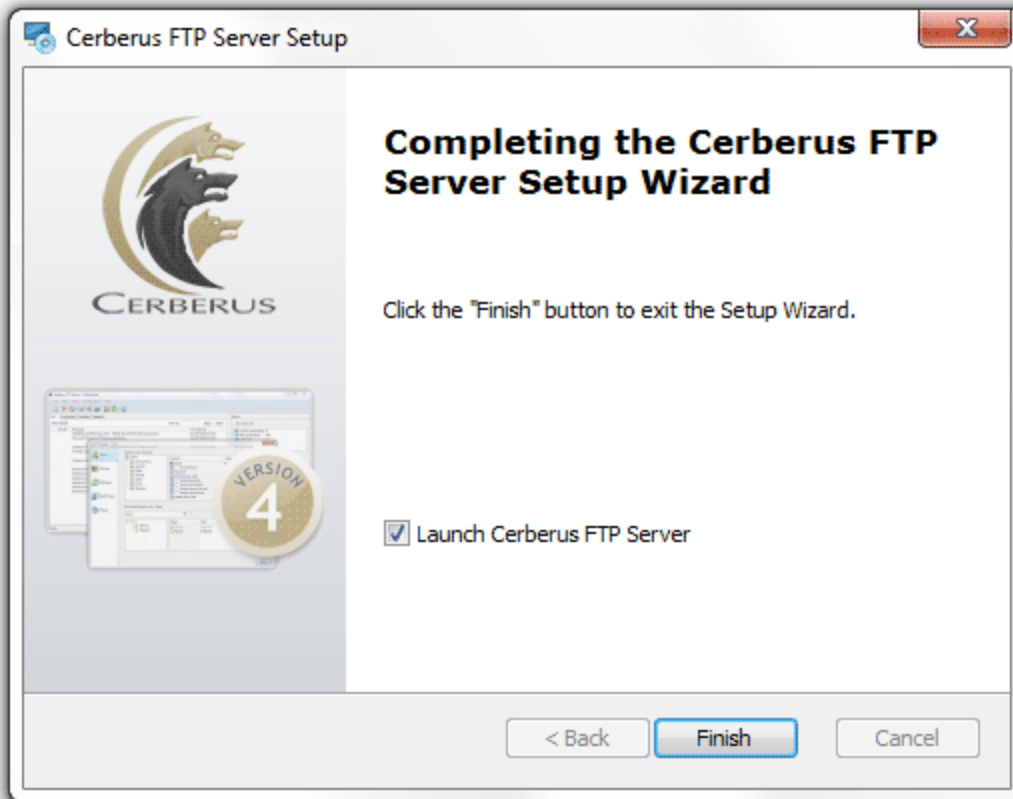 Cerberus FTP Server Setup
X
Completing the Cerberus FTP
Server Setup Wizard
CERBERUS
Click the "Finish" button to exit the Setup Wizard.
VERSION
4
Launch Cerberus FTP Server
< Back
Finish
Cancel